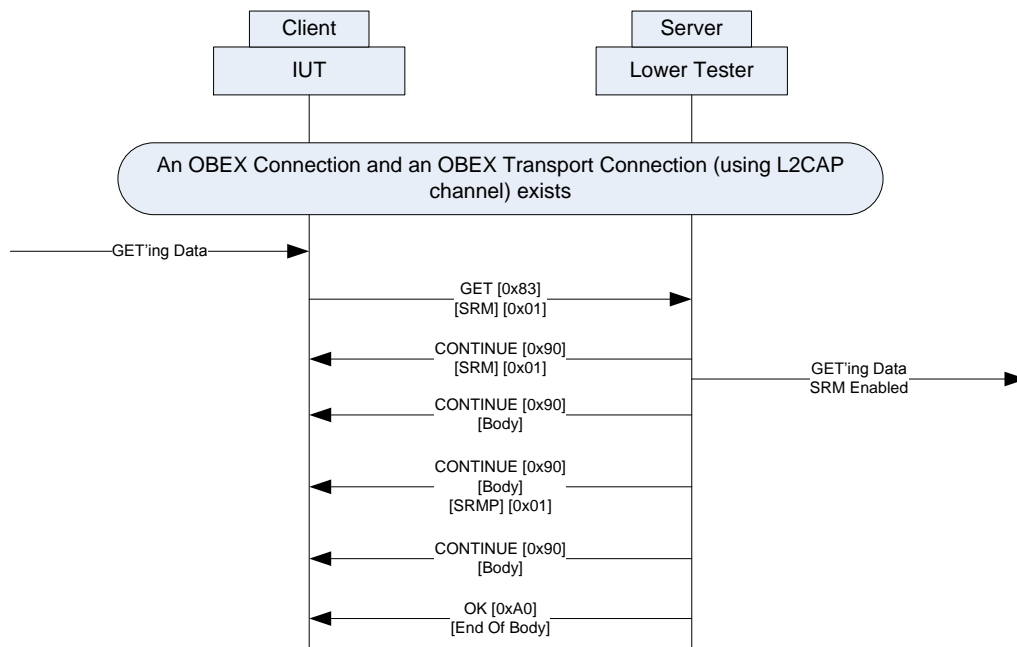 Client
Server
IUT
Lower Tester
An OBEX Connection and an OBEX Transport Connection (using L2CAP
channel) exists
GET'ing Data
GET [0x83]
[SRM] [0x01]
CONTINUE [0x90]
[SRM] [0x01]
GET'ing Data
SRM Enabled
CONTINUE [0x90]
[Body]
CONTINUE [0x90]
[Body]
[SRMP] [0x01]
CONTINUE [0x90]
[Body]
OK [0xA0]
[End Of Body]